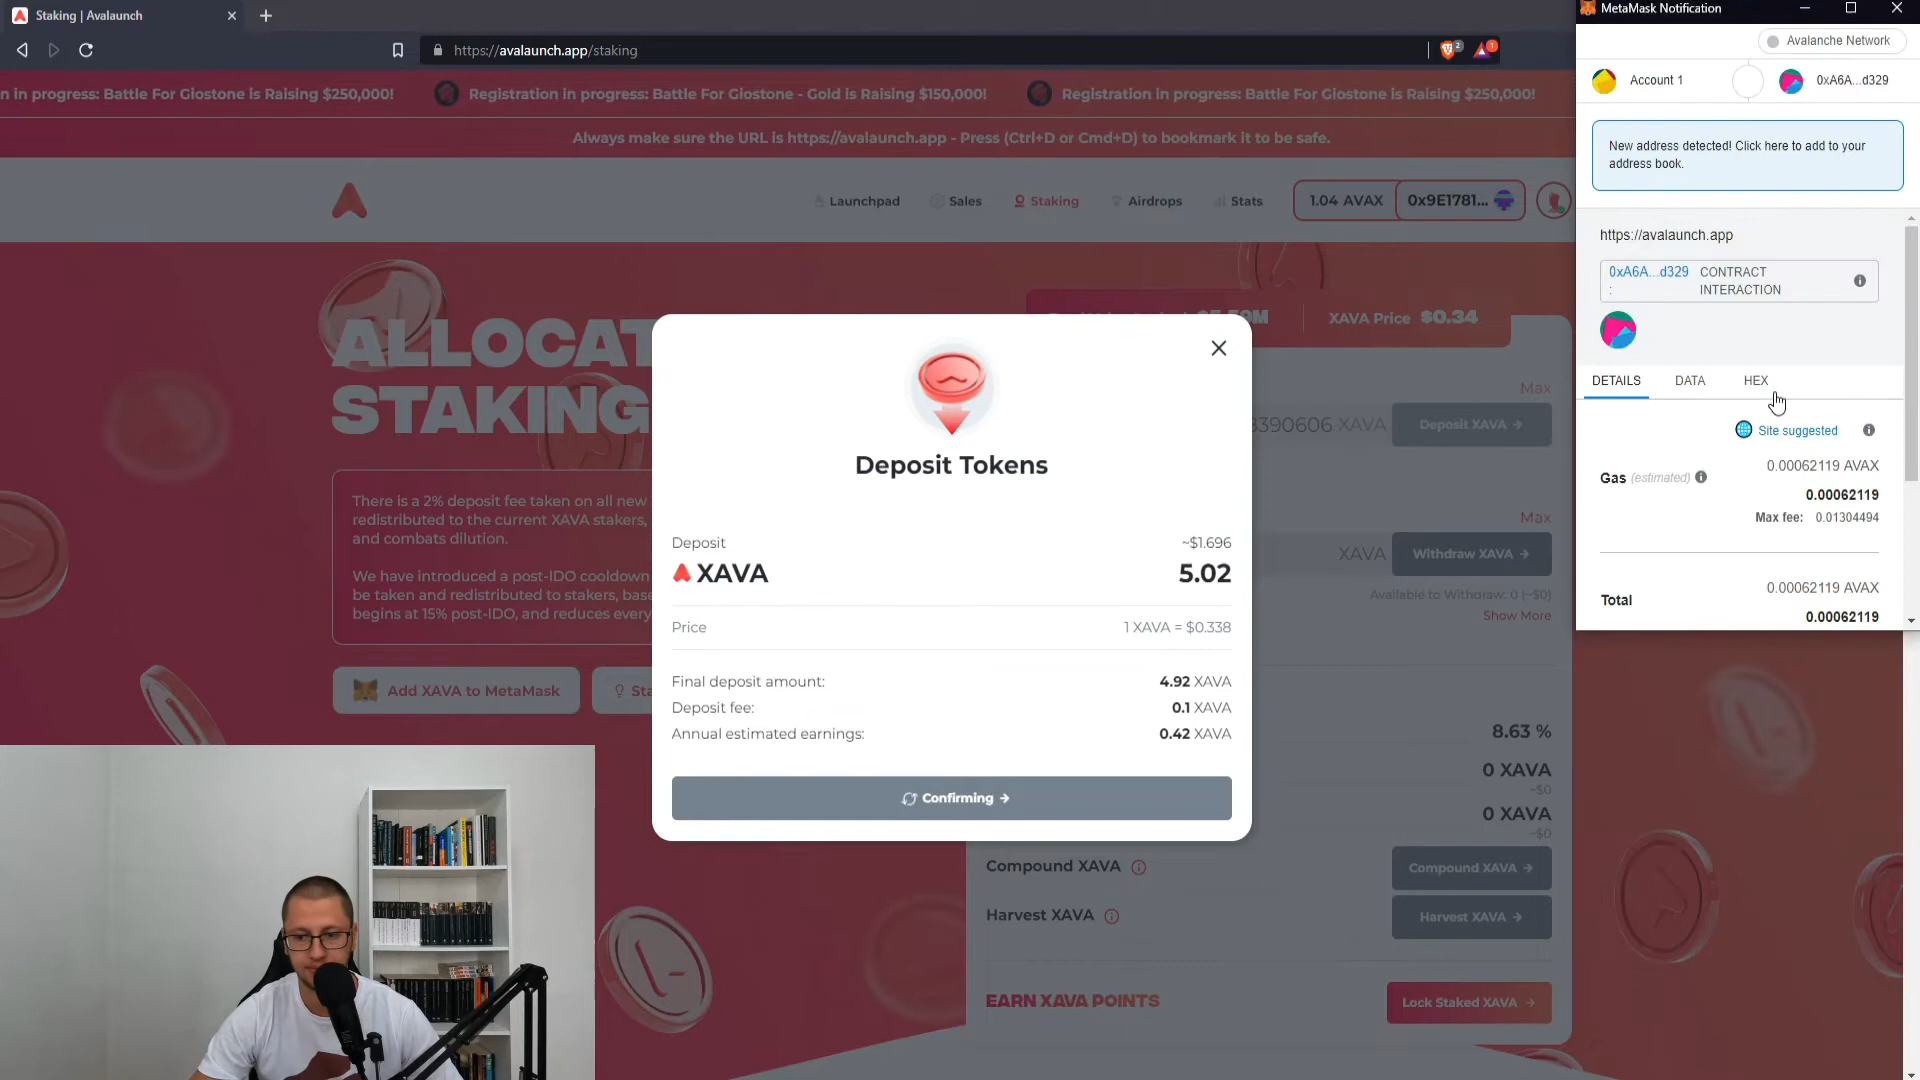 Staking | Avalaunch
https://avalaunch.app/staking
2
1
n in progress: Battle For Giostone is Raising $250,000!
Registration in progress: Battle For Giostone - Gold is Raising $150,000!
Registration in progress: Battle For Giostone is Raising $250,000!
Always make sure the URL is https://avalaunch.app - Press (Ctrl+D or Cmd+D) to bookmark it to be safe.
Launchpad
Sales
Staking
Airdrops
Stats
1.04 AVAX
0x9E1781...
ALLOCAT
STAKING
There is a 2% deposit fee taken on all new
redistributed to the current XAVA stakers,
and combats dilution.
We have introduced a post-IDO cooldown
be taken and redistributed to stakers, base
begins at 15% post-IDO, and reduces every
Add XAVA to MetaMask
Sta
XAVA Price $0.34
Max
8390606 XAVA
Deposit XAVA →
Max
XAVA
Withdraw XAVA →
Available to Withdraw: 0 (~$0)
Show More
8.63 %
0 XAVA
~$0
0 XAVA
~$0
Compound XAVA
Compound XAVA →
Harvest XAVA
Harvest XAVA →
EARN XAVA POINTS
Lock Staked XAVA →
Deposit Tokens
Deposit
~$1.696
XAVA
5.02
Price
1 XAVA = $0.338
Final deposit amount:
4.92 XAVA
Deposit fee:
0.1 XAVA
Annual estimated earnings:
0.42 XAVA
Confirming →
MetaMask Notification
Avalanche Network
Account 1
0xA6A...d329
New address detected! Click here to add to your
address book.
https://avalaunch.app
0xA6A...d329
:
CONTRACT
INTERACTION
DETAILS
DATA
HEX
Site suggested
0.00062119 AVAX
Gas (estimated)
0.00062119
Max fee: 0.01304494
0.00062119 AVAX
Total
0.00062119